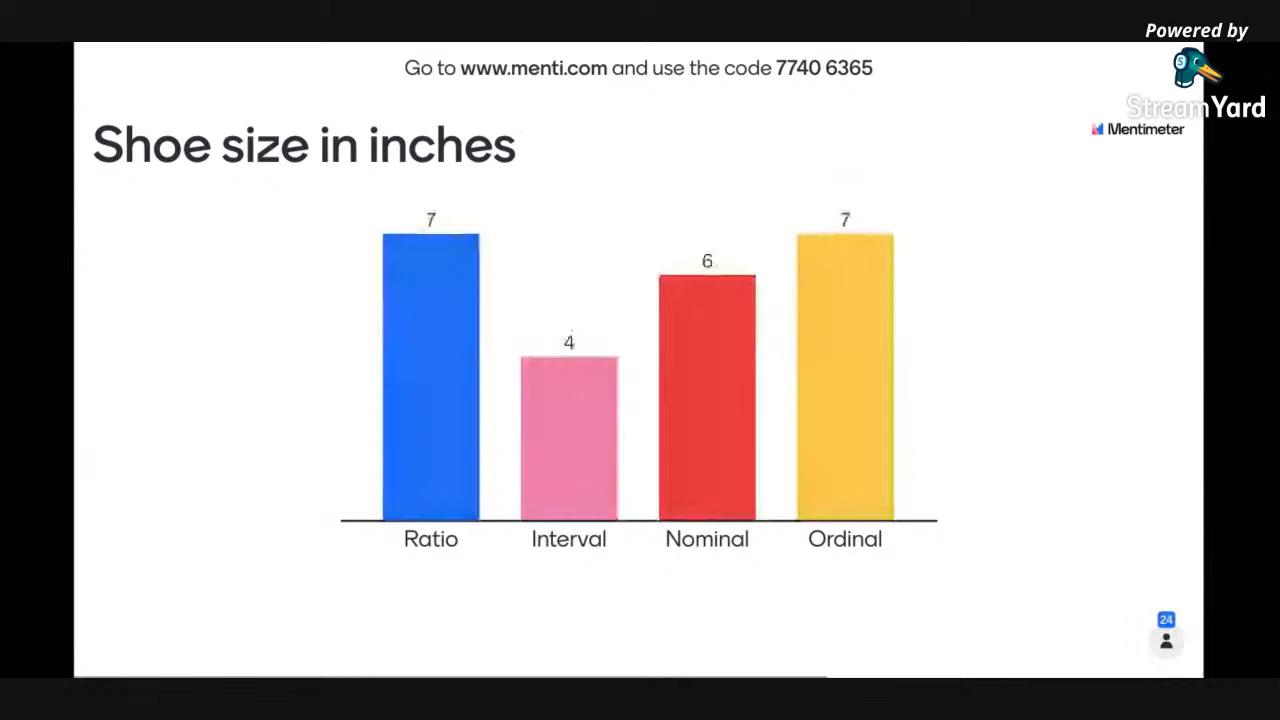 Powered by
StreamYard
Go to www.menti.com and use the code 7740 6365
Mentimeter
Shoe size in inches
7
4
6
7
Ratio
Interval
Nominal
Ordinal
24